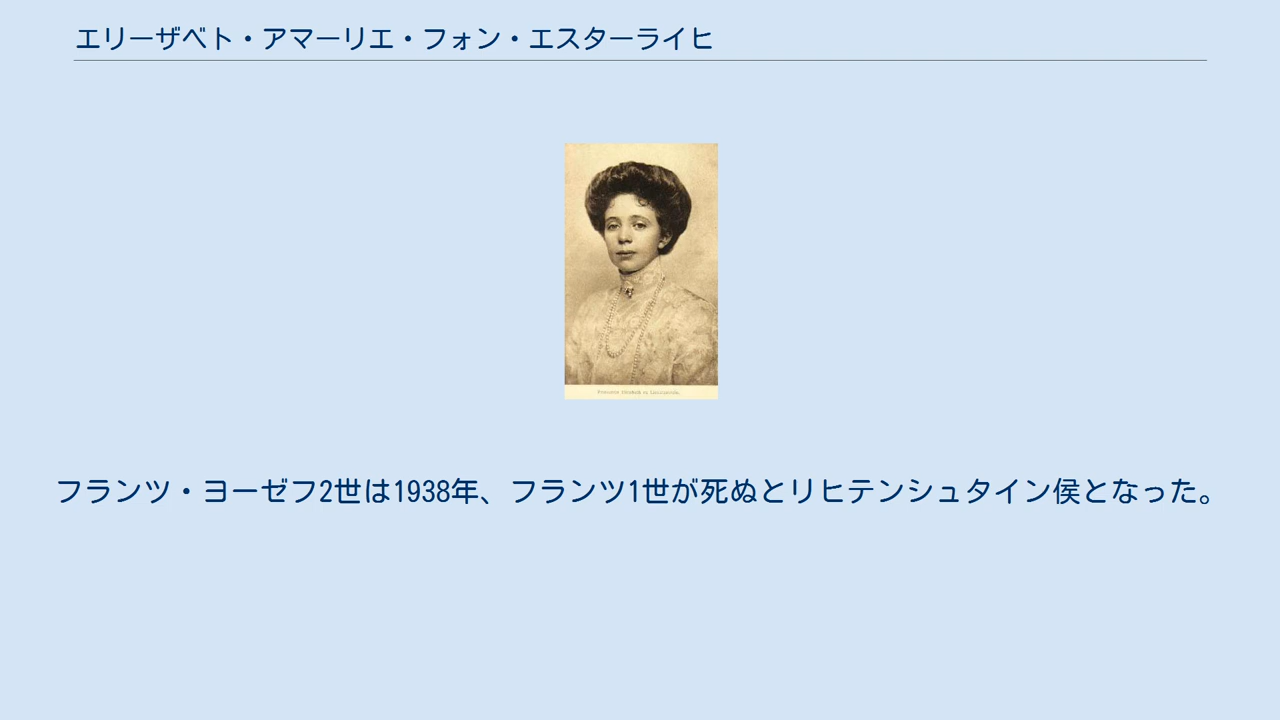 エリーザベト・アマーリエ・フォン・エスターライヒ
フランツ・ヨーゼフ2世は1938年、フランツ1世が死ぬとリヒテンシュタイン侯となった。